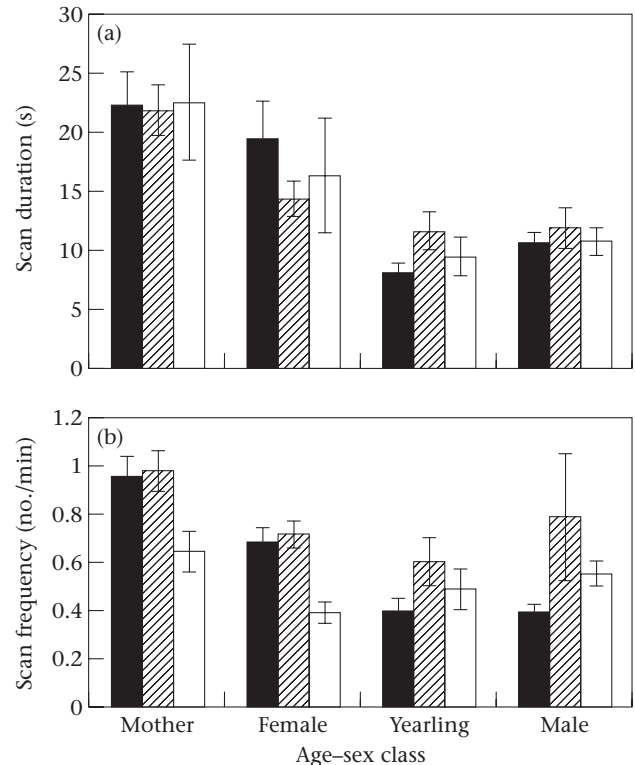 (a)
Scan duration (s)
30
25
20
15
10
5
0
(b)
Scan frequency (no./min)
1.2
1
0.8
0.6
0.4
0.2
0
Mother Female Yearling Male
Age–sex class